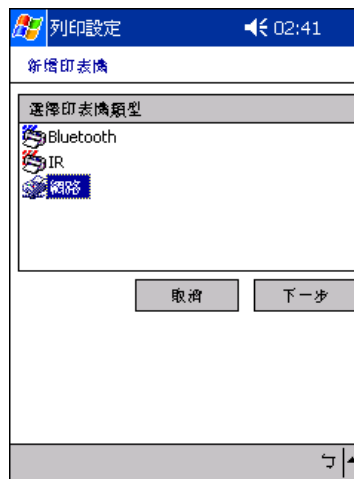 列印設定 02:41
新增印表機
選擇印表機類型
Bluetooth
IR
網路
取消 下一步
ㄅ